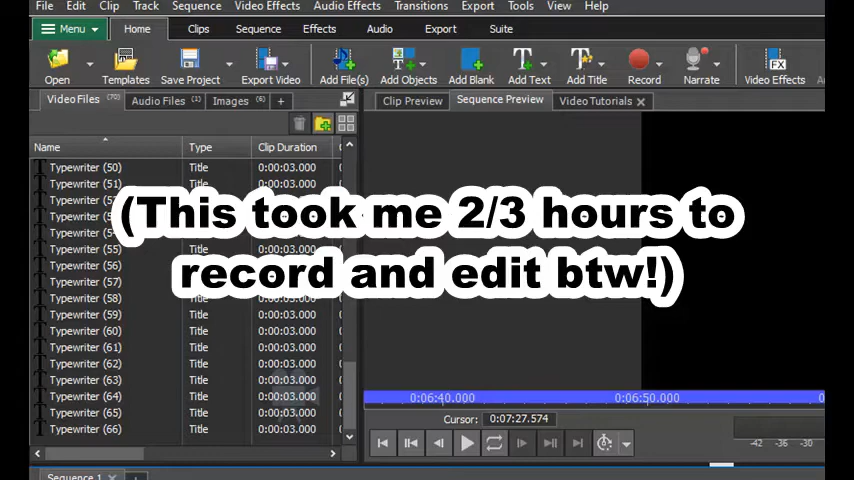 File Edit Clip Track Sequence Video Effects Audio Effects Transitions Export Tools View Help
Menu Home Clips Sequence Effects Audio Export Suite
Open Templates Save Project Export Video Add File(s) Add Objects Add Blank Add Text Add Title Record Narrate Video Effects
Video Files (70) Audio Files (1) Images (6) +
Clip Preview Sequence Preview Video Tutorials
Name Type Clip Duration
Typewriter (50) Title 0:00:03.000
Typewriter (51) Title 0:00:03.000
(This took me 2/3 hours to
record and edit btw!)
Typewriter (55) Title 0:00:03.000
Typewriter (56) Title
Typewriter (57) Title
Typewriter (58) Title 0:00:03.000
Typewriter (59) Title 0:00:03.000
Typewriter (60) Title 0:00:03.000
Typewriter (61) Title 0:00:03.000
Typewriter (62) Title 0:00:03.000
Typewriter (63) Title 0:00:03.000
Typewriter (64) Title 0:00:03.000
Typewriter (65) Title 0:00:03.000
Typewriter (66) Title 0:00:03.000
0:06:40.000 0:06:50.000
Cursor: 0:07:27.574
-42 -36 -30
Sequence 1